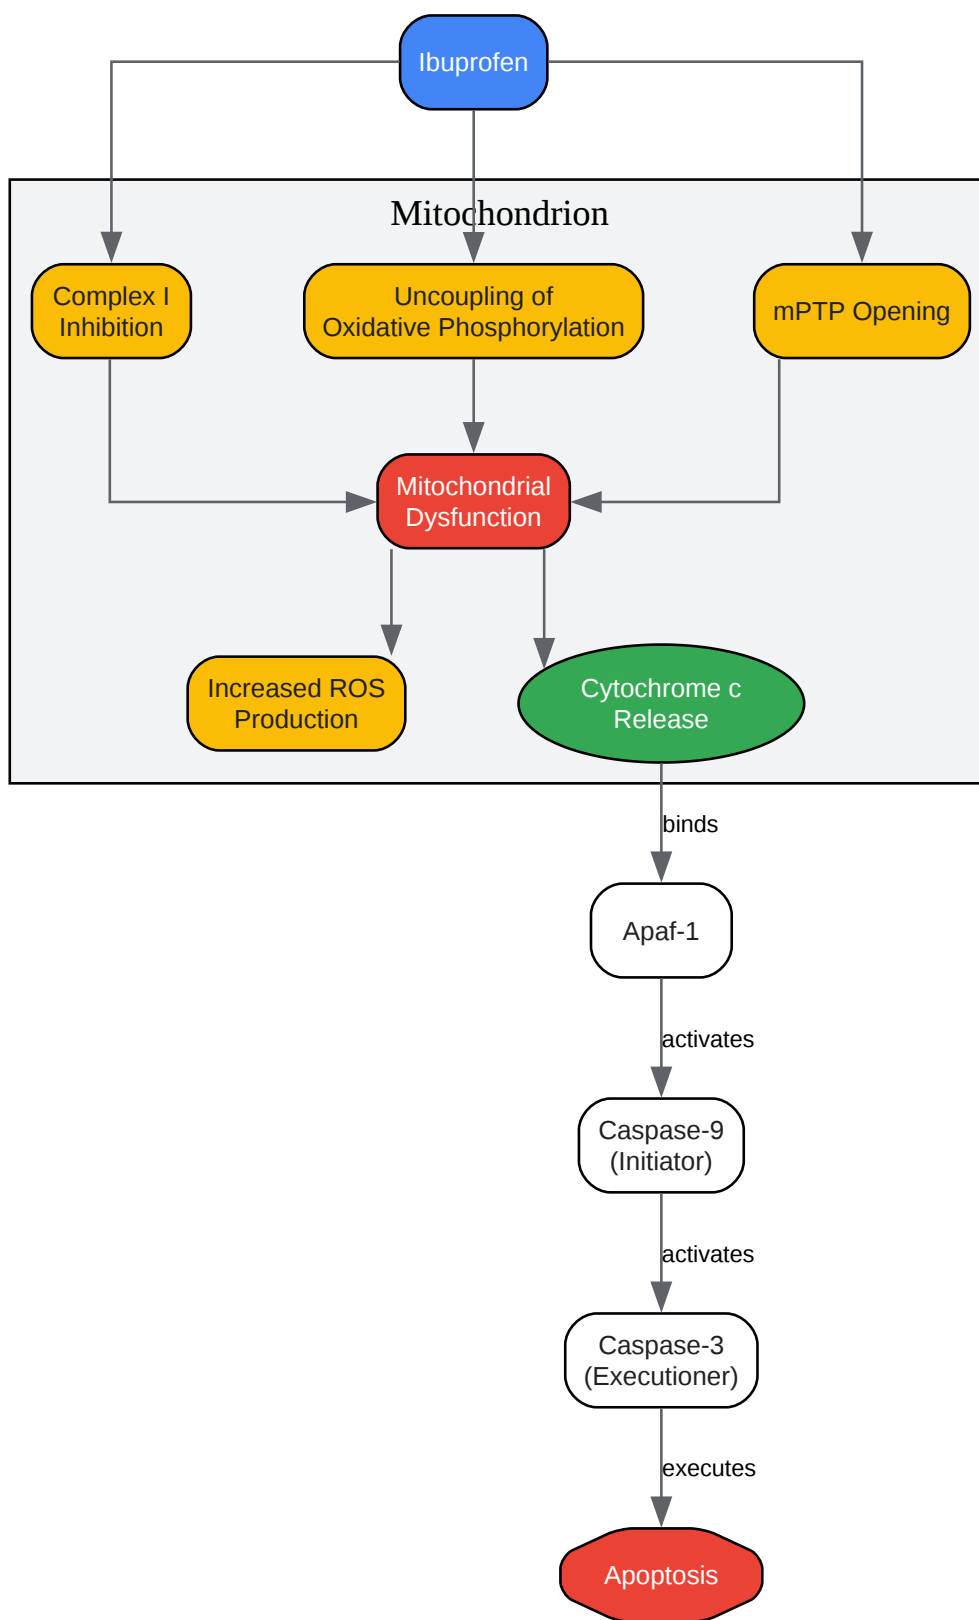 Ibuprofen
Mitochondrion
Complex I
Inhibition
Uncoupling of
Oxidative Phosphorylation
mPTP Opening
Mitochondrial
Dysfunction
Increased ROS
Production
Cytochrome c
Release
binds
Apaf-1
activates
Caspase-9
(Initiator)
activates
Caspase-3
(Executioner)
executes
Apoptosis